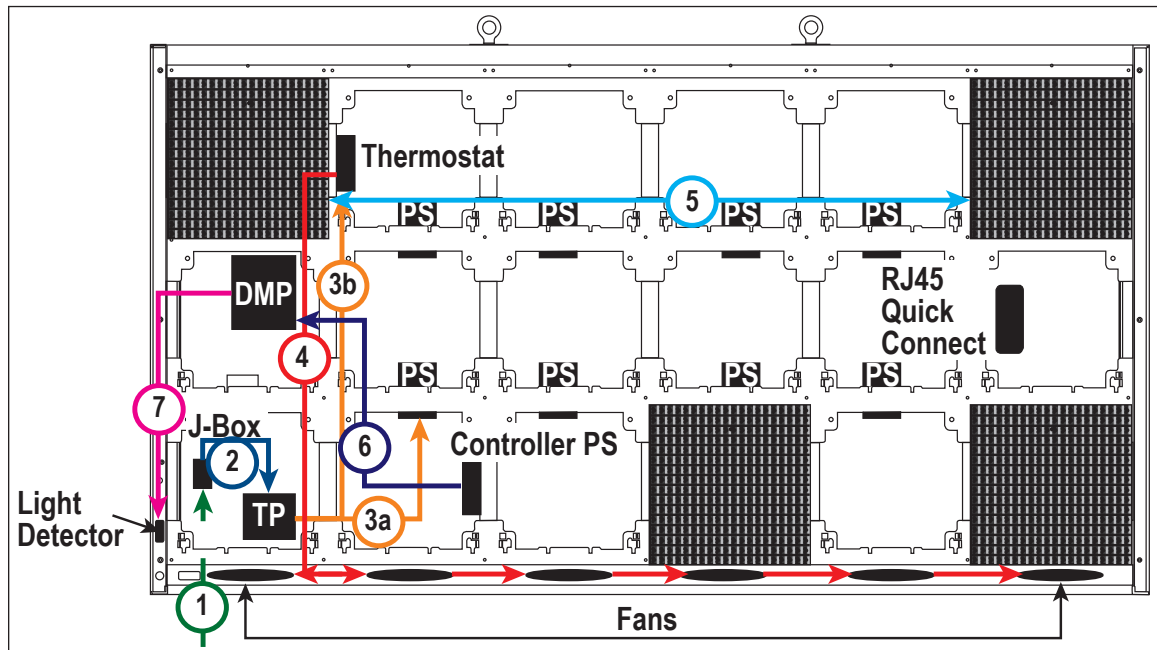 Thermostat
5
PS
PS
PS
PS
DMP
3b
RJ45
Quick
Connect
4
PS
PS
PS
PS
7
J-Box
2
6
Controller PS
TP
3a
Light
Detector
1
Fans